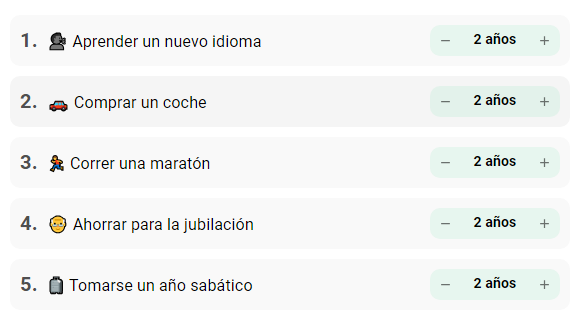 1. 🗣️ Aprender un nuevo idioma − 2 años +
2. 🚗 Comprar un coche − 2 años +
3. 🏃 Correr una maratón − 2 años +
4. 👴 Ahorrar para la jubilación − 2 años +
5. 🧳 Tomarse un año sabático − 2 años +